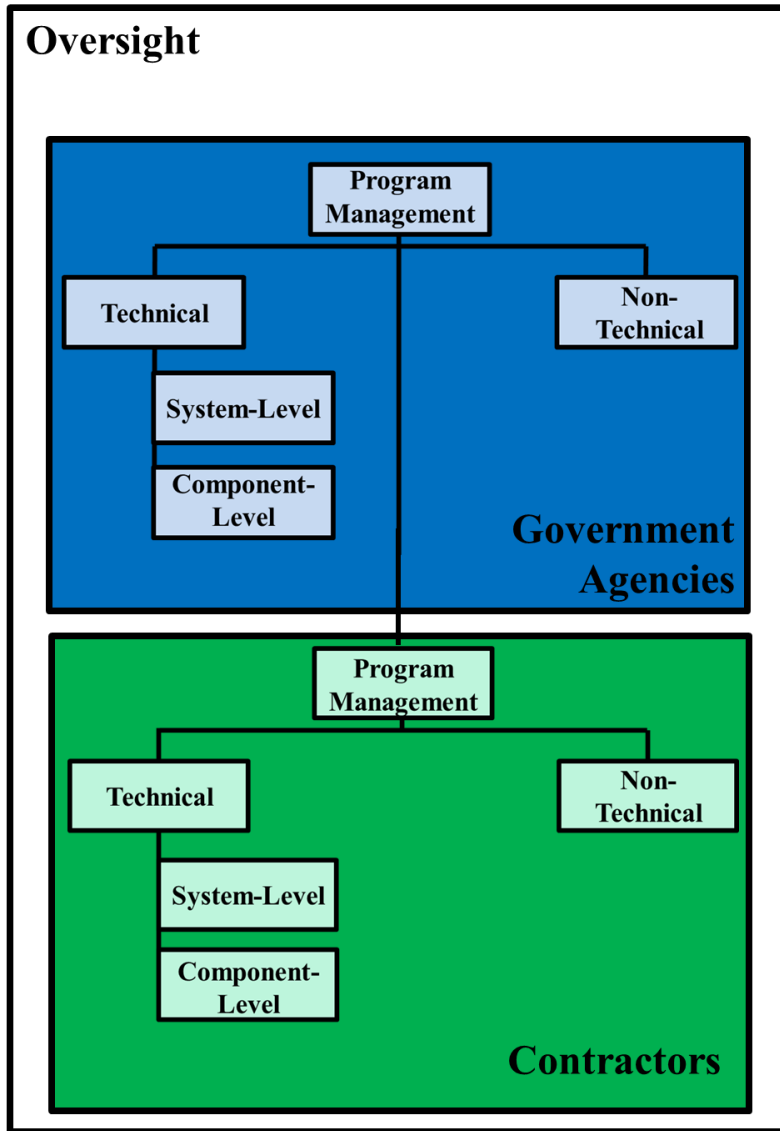 Oversight
Program
Management
Technical
Non-
Technical
System-Level
Component-
Level
Government
Agencies
Program
Management
Technical
Non-
Technical
System-Level
Component-
Level
Contractors